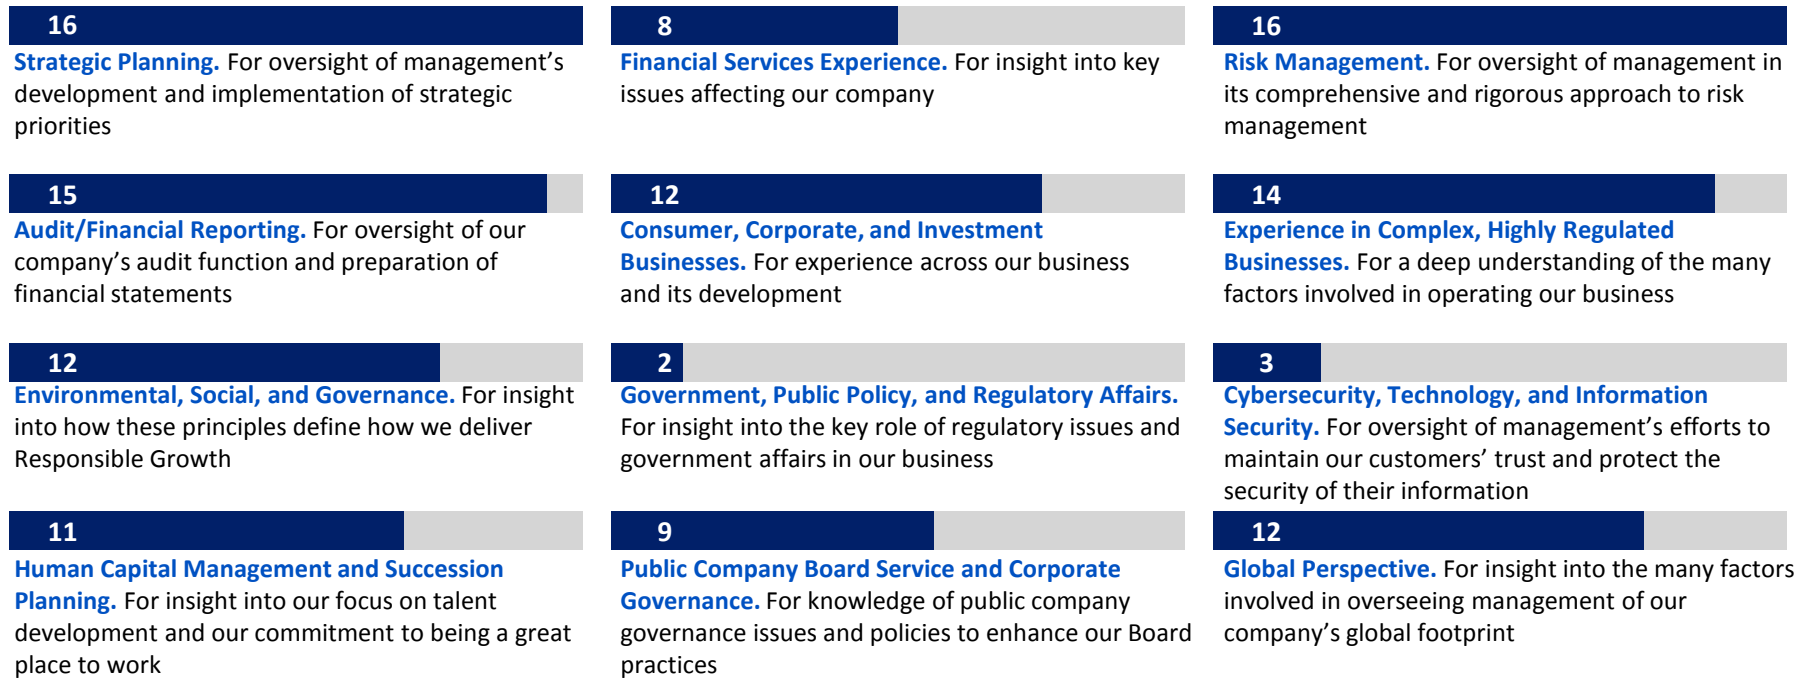 16
Strategic Planning. For oversight of management’s
development and implementation of strategic
priorities
8
Financial Services Experience. For insight into key
issues affecting our company
16
Risk Management. For oversight of management in
its comprehensive and rigorous approach to risk
management
15
Audit/Financial Reporting. For oversight of our
company’s audit function and preparation of
financial statements
12
Consumer, Corporate, and Investment
Businesses. For experience across our business
and its development
14
Experience in Complex, Highly Regulated
Businesses. For a deep understanding of the many
factors involved in operating our business
12
Environmental, Social, and Governance. For insight
into how these principles define how we deliver
Responsible Growth
2
Government, Public Policy, and Regulatory Affairs.
For insight into the key role of regulatory issues and
government affairs in our business
3
Cybersecurity, Technology, and Information
Security. For oversight of management’s efforts to
maintain our customers’ trust and protect the
security of their information
11
Human Capital Management and Succession
Planning. For insight into our focus on talent
development and our commitment to being a great
place to work
9
Public Company Board Service and Corporate
Governance. For knowledge of public company
governance issues and policies to enhance our Board
practices
12
Global Perspective. For insight into the many factors
involved in overseeing management of our
company’s global footprint